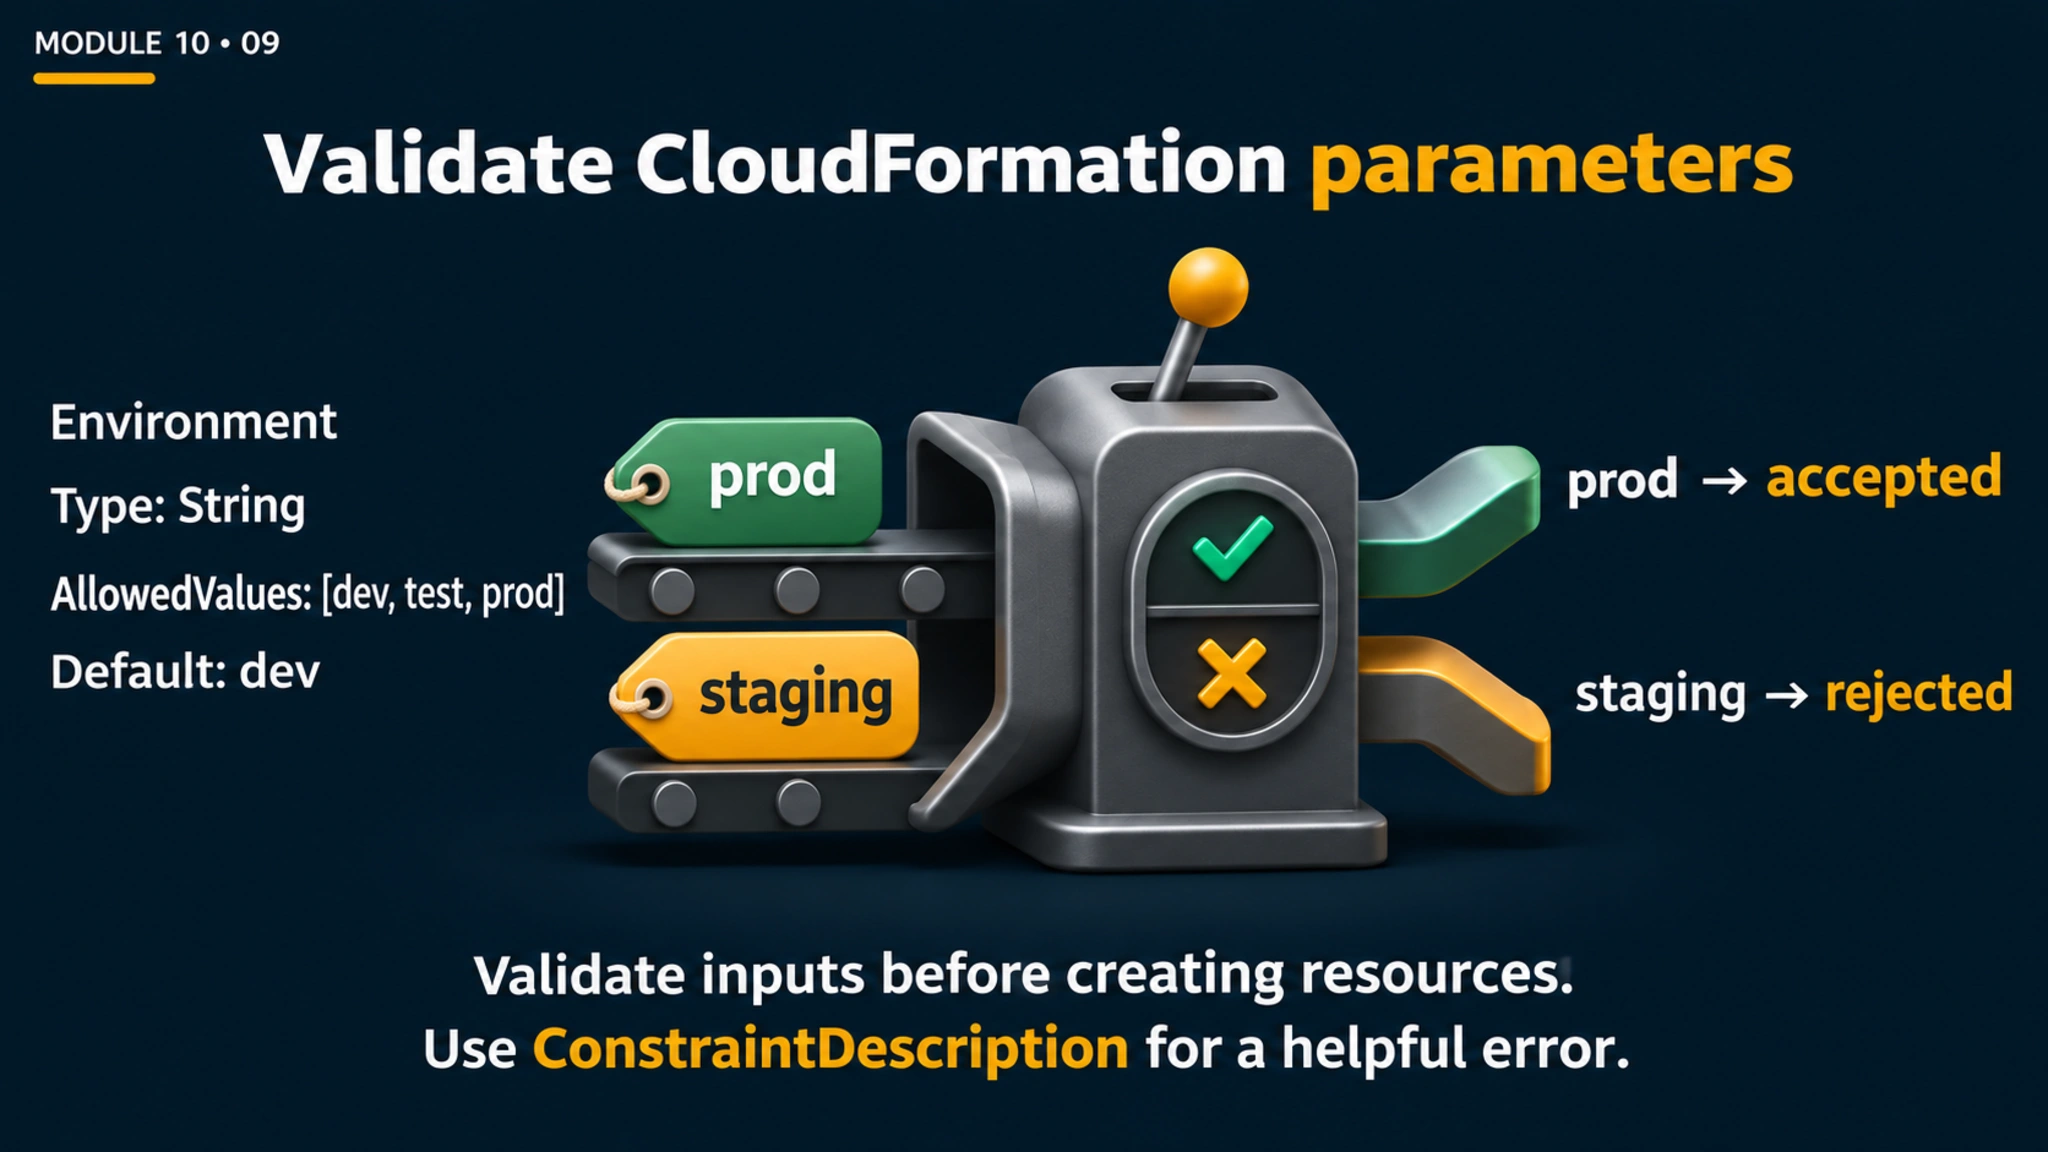 MODULE 10 • 09
Validate CloudFormation parameters
Environment
Type: String
AllowedValues: [dev, test, prod]
Default: dev
prod
staging
prod → accepted
staging → rejected
Validate inputs before creating resources.
Use ConstraintDescription for a helpful error.